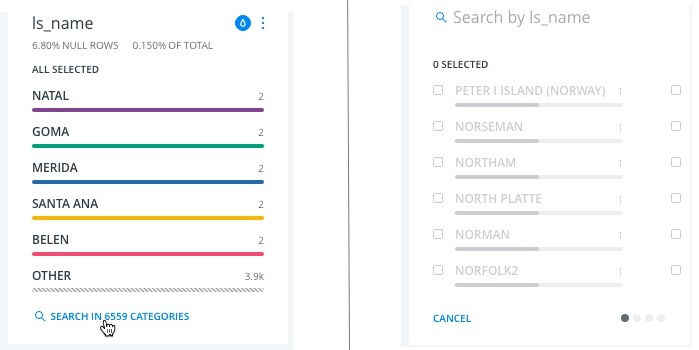 ls_name
6.80% NULL ROWS 0.150% OF TOTAL
ALL SELECTED
NATAL 2
GOMA 2
MERIDA 2
SANTA ANA 2
BELEN 2
OTHER 3.9k
SEARCH IN 6559 CATEGORIES
Search by ls_name
0 SELECTED
PETER I ISLAND (NORWAY) 1
NORSEMAN 1
NORTHAM 1
NORTH PLATTE 1
NORMAN 1
NORFOLK2 1
CANCEL